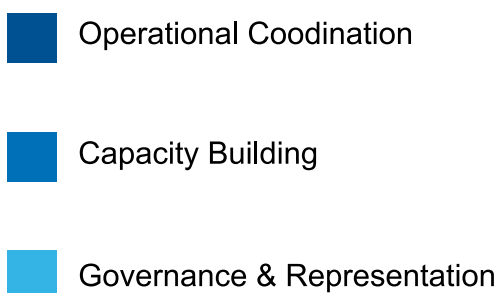 Operational Coodination
Capacity Building
Governance & Representation